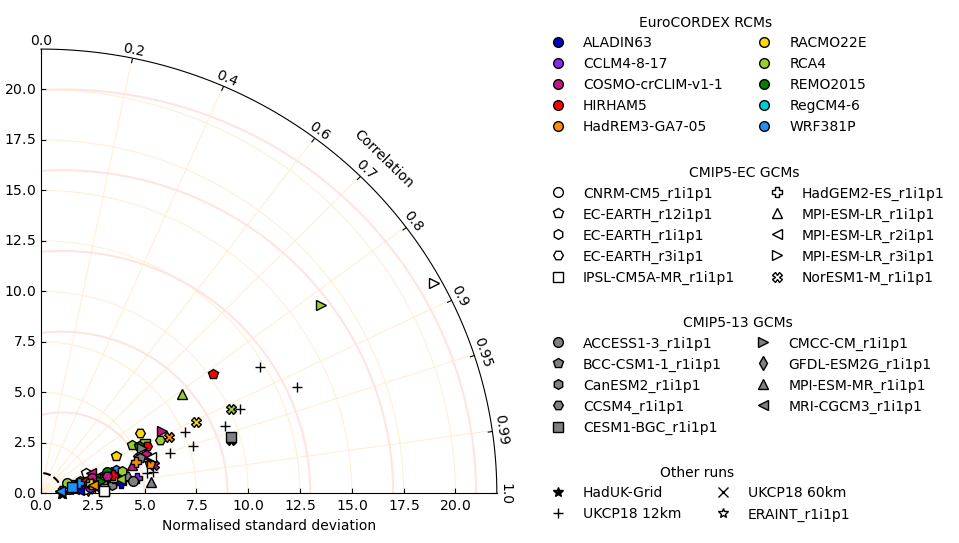 EuroCORDEX RCMs
ALADIN63
CCLM4-8-17
COSMO-crCLIM-v1-1
HIRHAM5
HadREM3-GA7-05
RACMO22E
RCA4
REMO2015
RegCM4-6
WRF381P
CMIP5-EC GCMs
CNRM-CM5_r1i1p1
EC-EARTH_r12i1p1
EC-EARTH_r1i1p1
EC-EARTH_r3i1p1
IPSL-CM5A-MR_r1i1p1
HadGEM2-ES_r1i1p1
MPI-ESM-LR_r1i1p1
MPI-ESM-LR_r2i1p1
MPI-ESM-LR_r3i1p1
NorESM1-M_r1i1p1
CMIP5-13 GCMs
ACCESS1-3_r1i1p1
BCC-CSM1-1_r1i1p1
CanESM2_r1i1p1
CCSM4_r1i1p1
CESM1-BGC_r1i1p1
CMCC-CM_r1i1p1
GFDL-ESM2G_r1i1p1
MPI-ESM-MR_r1i1p1
MRI-CGCM3_r1i1p1
Other runs
HadUK-Grid
UKCP18 12km
UKCP18 60km
ERAINT_r1i1p1
0.0
0.2
0.4
0.6
0.7
0.8
0.9
0.95
0.99
1.0
Correlation
20.0
17.5
15.0
12.5
10.0
7.5
5.0
2.5
0.0
0.0 2.5 5.0 7.5 10.0 12.5 15.0 17.5 20.0
Normalised standard deviation